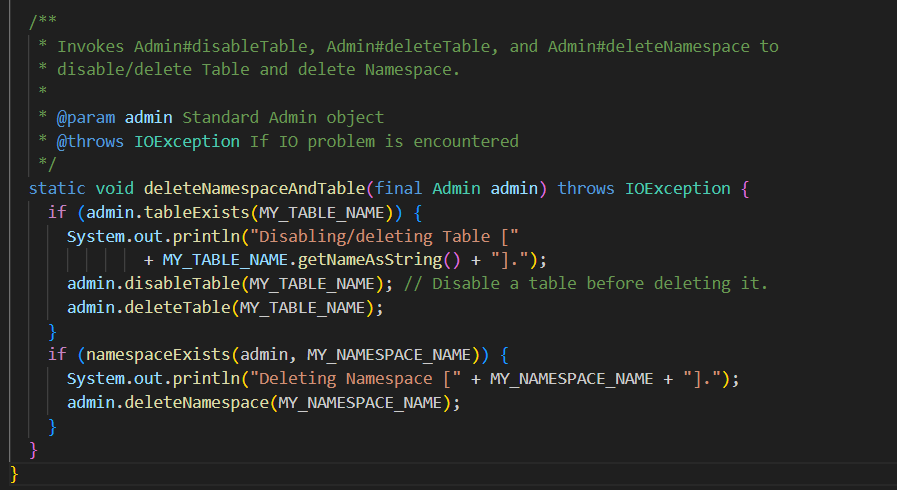 /**
 * Invokes Admin#disableTable, Admin#deleteTable, and Admin#deleteNamespace to
 * disable/delete Table and delete Namespace.
 *
 * @param admin Standard Admin object
 * @throws IOException If IO problem is encountered
 */
static void deleteNamespaceAndTable(final Admin admin) throws IOException {
  if (admin.tableExists(MY_TABLE_NAME)) {
    System.out.println("Disabling/deleting Table ["
            + MY_TABLE_NAME.getNameAsString() + "].");
    admin.disableTable(MY_TABLE_NAME); // Disable a table before deleting it.
    admin.deleteTable(MY_TABLE_NAME);
  }
  if (namespaceExists(admin, MY_NAMESPACE_NAME)) {
    System.out.println("Deleting Namespace [" + MY_NAMESPACE_NAME + "].");
    admin.deleteNamespace(MY_NAMESPACE_NAME);
  }
}
}